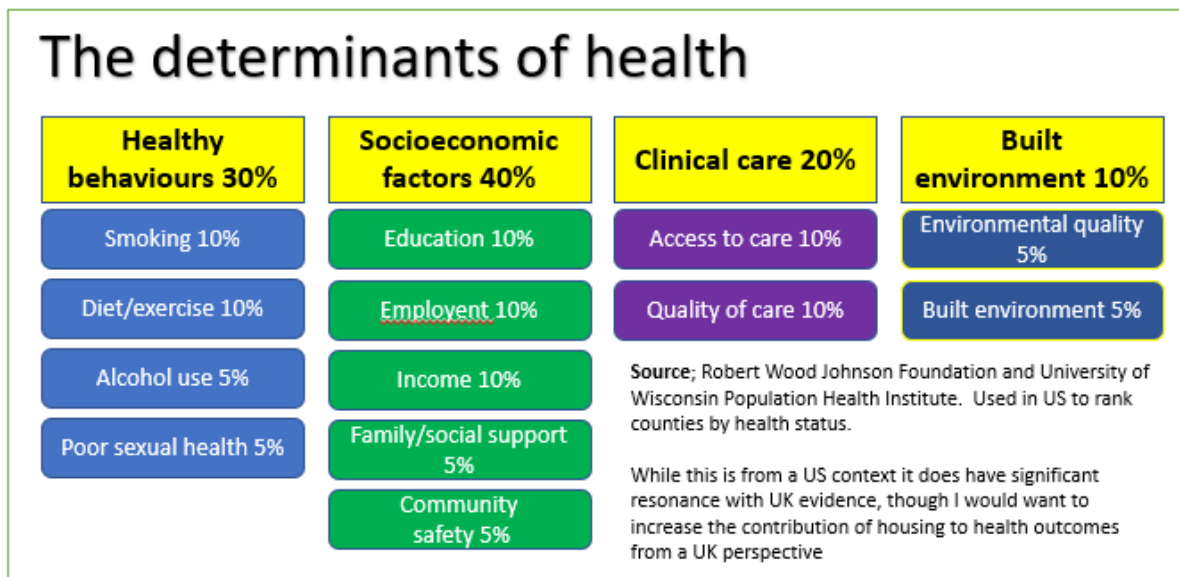 The determinants of health
Healthy
behaviours 30%
Smoking 10%
Diet/exercise 10%
Alcohol use 5%
Poor sexual health 5%
Socioeconomic
factors 40%
Education 10%
Employent 10%
Income 10%
Family/social support
5%
Community
safety 5%
Clinical care 20%
Access to care 10%
Quality of care 10%
Built
environment 10%
Environmental quality
5%
Built environment 5%
Source; Robert Wood Johnson Foundation and University of
Wisconsin Population Health Institute. Used in US to rank
counties by health status.
While this is from a US context it does have significant
resonance with UK evidence, though I would want to
increase the contribution of housing to health outcomes
from a UK perspective